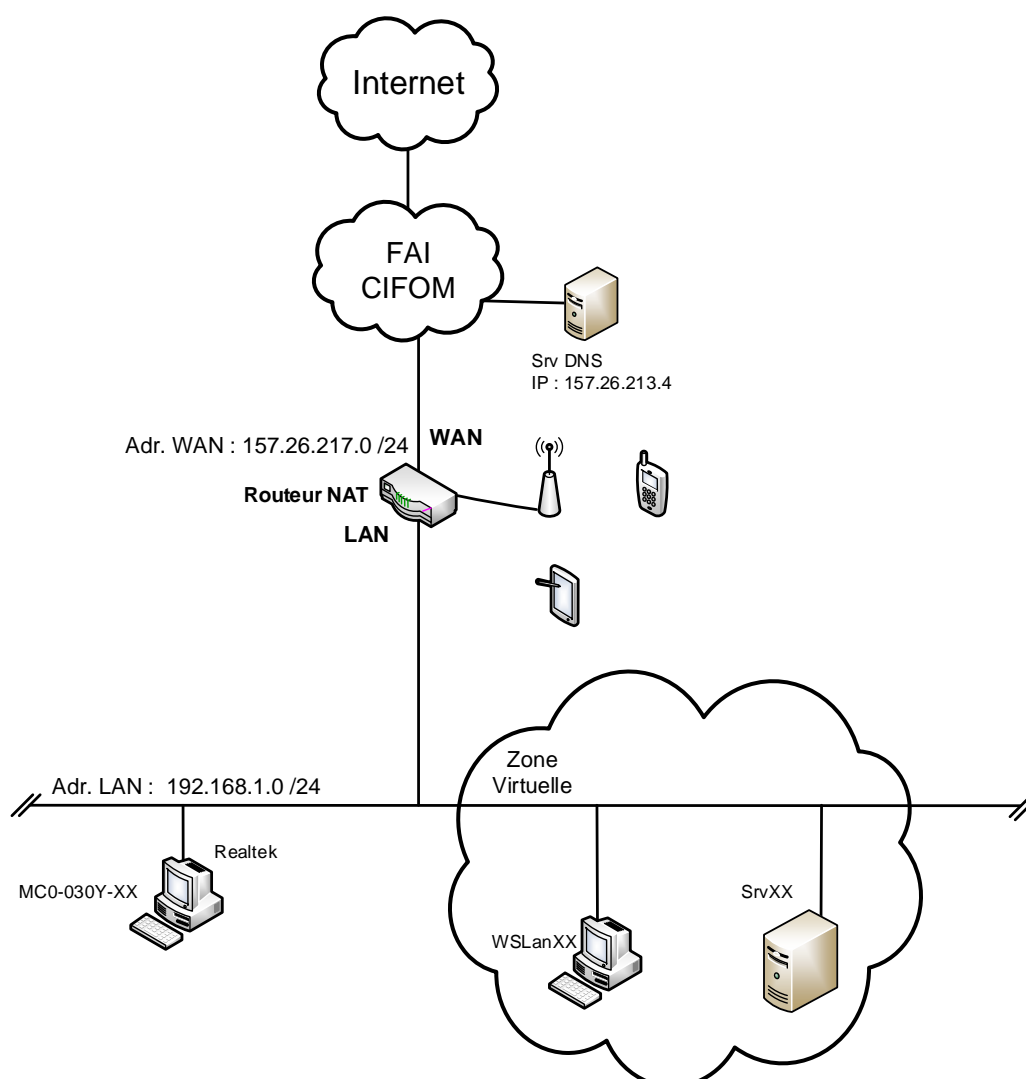 Internet
FAI
CIFOM
Srv DNS
IP : 157.26.213.4
Adr. WAN : 157.26.217.0 /24
WAN
Routeur NAT
LAN
Zone
Virtuelle
Adr. LAN :  192.168.1.0 /24
Realtek
MC0-030Y-XX
SrvXX
WSLanXX